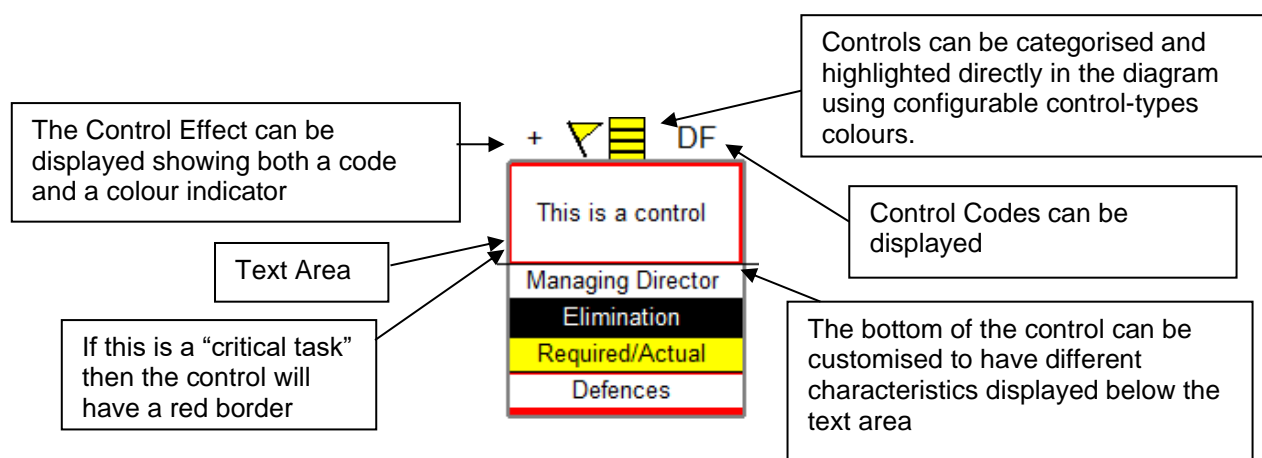 Controls can be categorised and
highlighted directly in the diagram
using configurable control-types
colours.
The Control Effect can be
displayed showing both a code
and a colour indicator
+ DF
This is a control
Control Codes can be
displayed
Text Area
Managing Director
Elimination
Required/Actual
Defences
If this is a “critical task”
then the control will
have a red border
The bottom of the control can be
customised to have different
characteristics displayed below the
text area